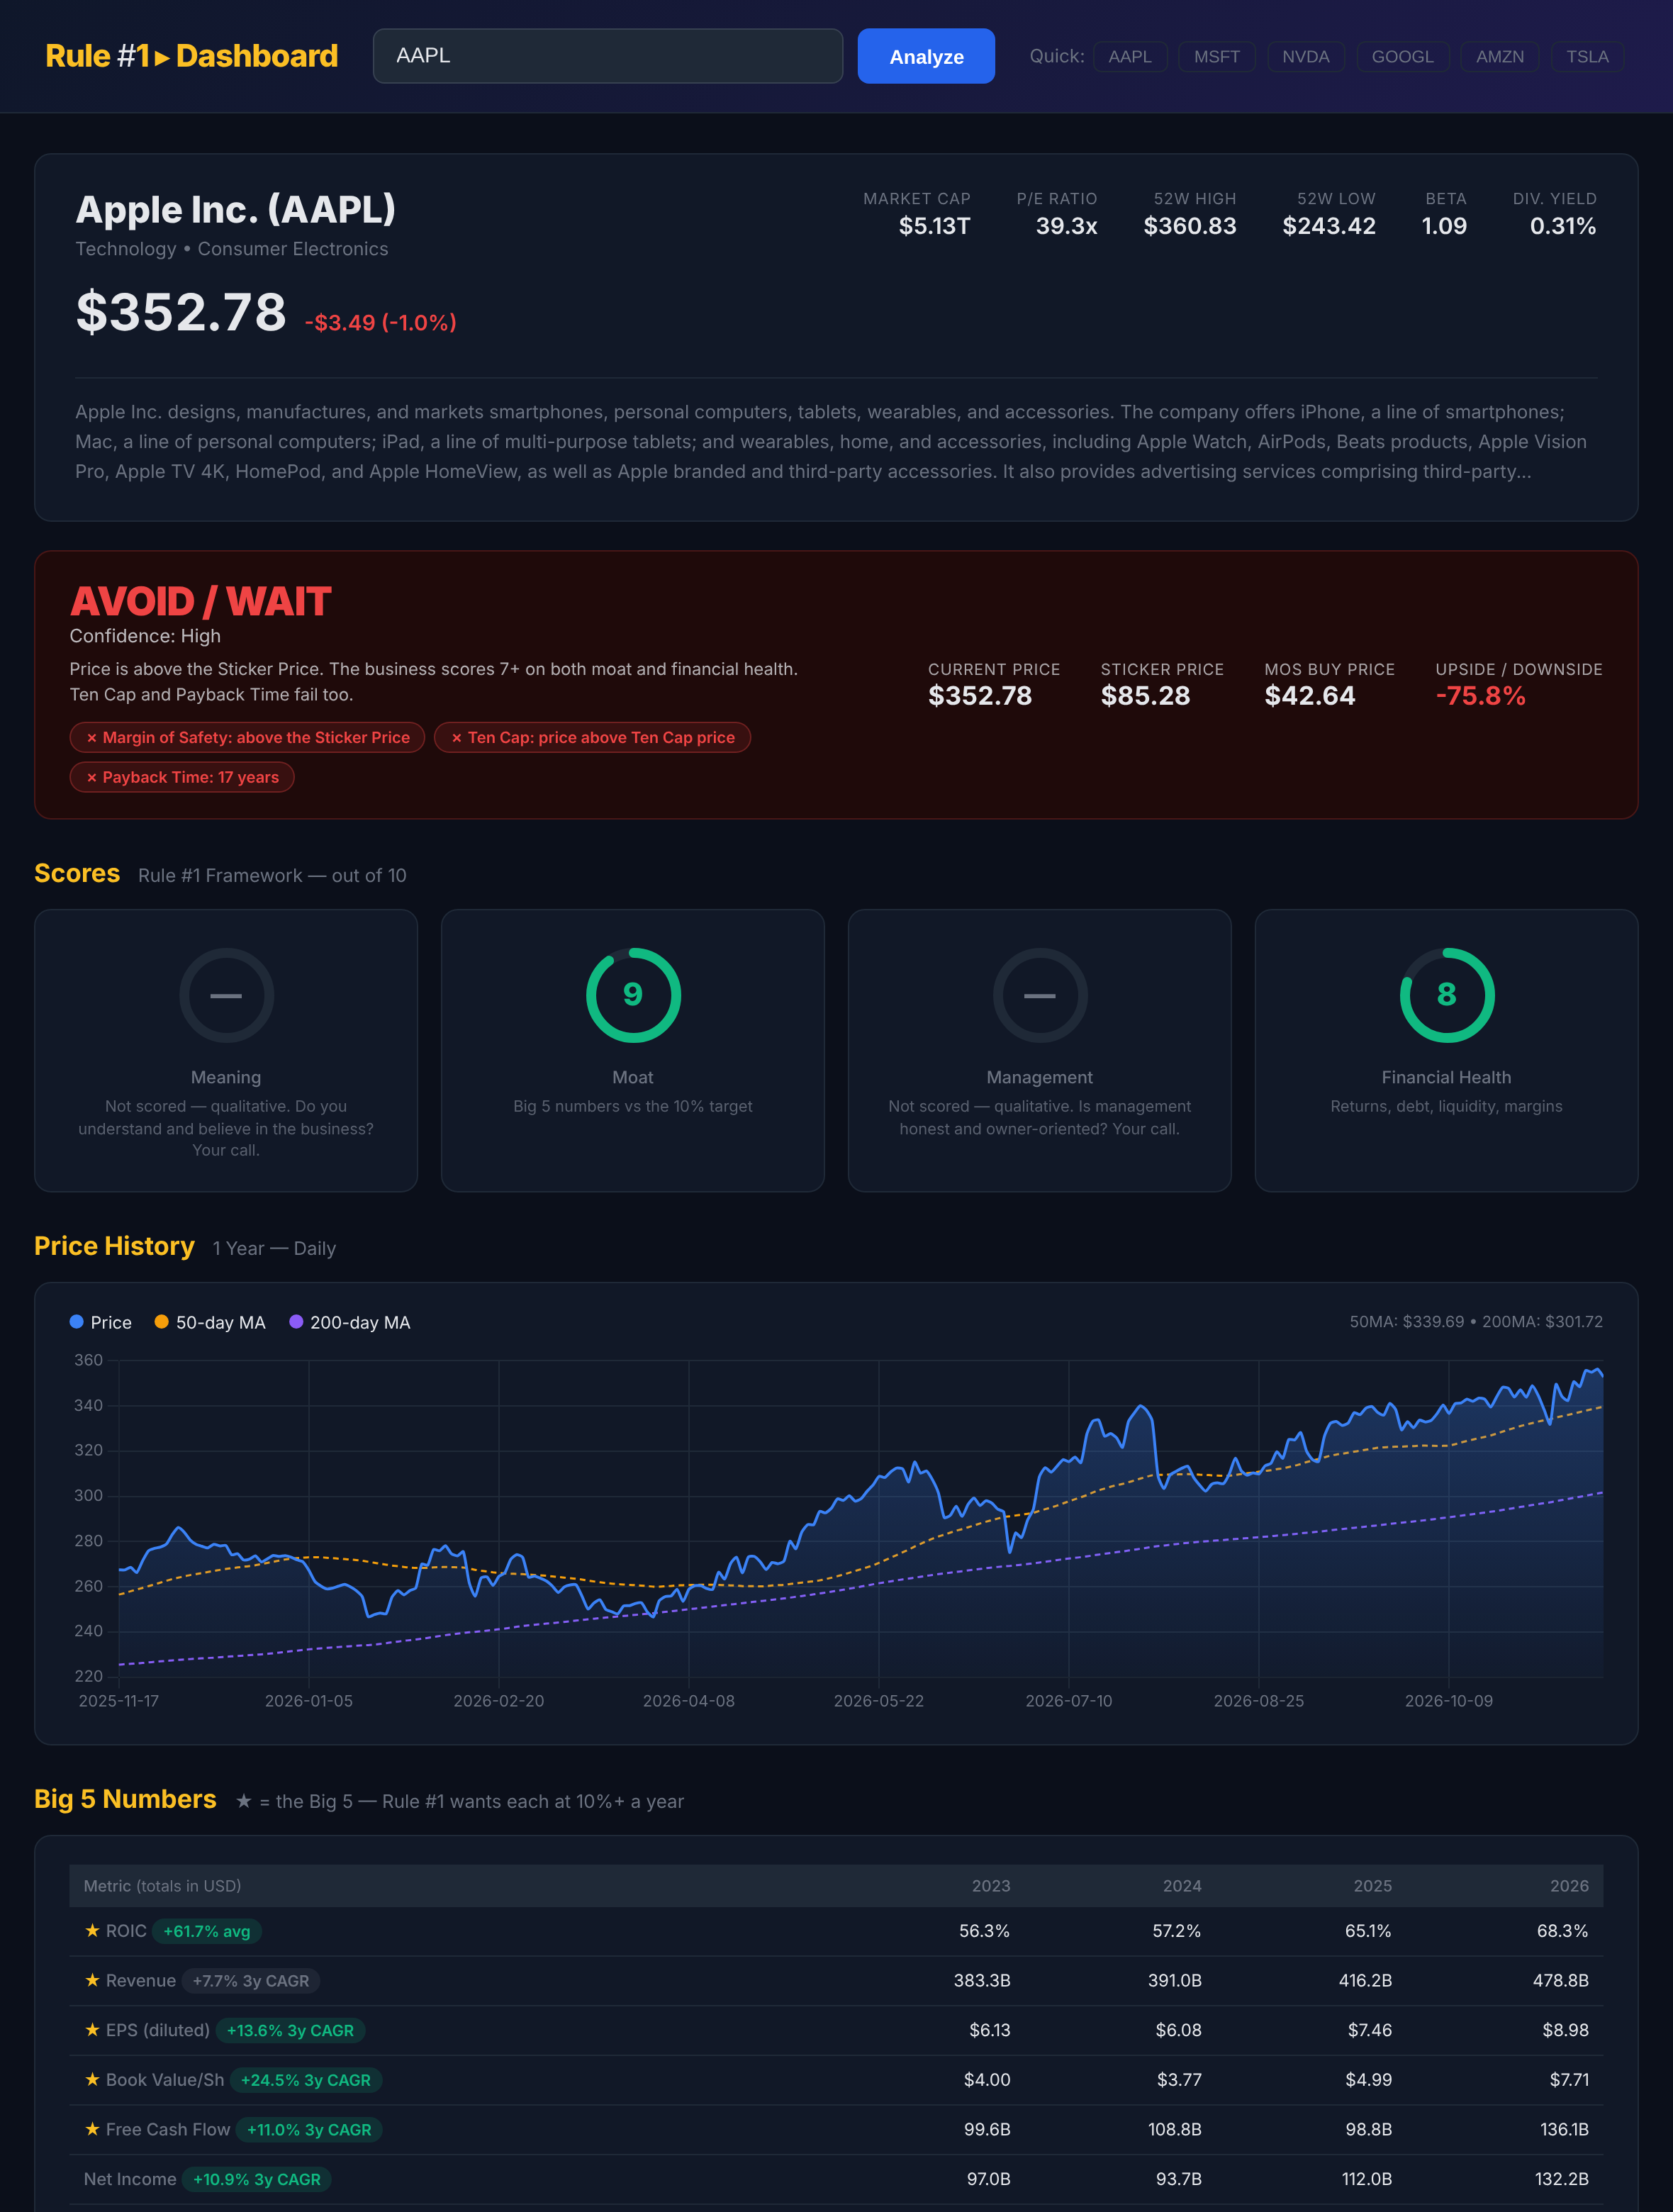 Rule #1 ▸ Dashboard
AAPL
Analyze
Quick: AAPL MSFT NVDA GOOGL AMZN TSLA
Apple Inc. (AAPL)
Technology • Consumer Electronics
$352.78 -$3.49 (-1.0%)
MARKET CAP P/E RATIO 52W HIGH 52W LOW BETA DIV. YIELD
$5.13T 39.3x $360.83 $243.42 1.09 0.31%
Apple Inc. designs, manufactures, and markets smartphones, personal computers, tablets, wearables, and accessories. The company offers iPhone, a line of smartphones;
Mac, a line of personal computers; iPad, a line of multi-purpose tablets; and wearables, home, and accessories, including Apple Watch, AirPods, Beats products, Apple Vision
Pro, Apple TV 4K, HomePod, and Apple HomeView, as well as Apple branded and third-party accessories. It also provides advertising services comprising third-party...
AVOID / WAIT
Confidence: High
Price is above the Sticker Price. The business scores 7+ on both moat and financial health.
Ten Cap and Payback Time fail too.
× Margin of Safety: above the Sticker Price
× Ten Cap: price above Ten Cap price
× Payback Time: 17 years
CURRENT PRICE STICKER PRICE MOS BUY PRICE UPSIDE / DOWNSIDE
$352.78 $85.28 $42.64 -75.8%
Scores Rule #1 Framework — out of 10
—
Meaning
Not scored — qualitative. Do you
understand and believe in the business?
Your call.
9
Moat
Big 5 numbers vs the 10% target
—
Management
Not scored — qualitative. Is management
honest and owner-oriented? Your call.
8
Financial Health
Returns, debt, liquidity, margins
Price History 1 Year — Daily
Price 50-day MA 200-day MA
50MA: $339.69 • 200MA: $301.72
360
340
320
300
280
260
240
220
2025-11-17 2026-01-05 2026-02-20 2026-04-08 2026-05-22 2026-07-10 2026-08-25 2026-10-09
Big 5 Numbers ★ = the Big 5 — Rule #1 wants each at 10%+ a year
Metric (totals in USD) 2023 2024 2025 2026
★ ROIC +61.7% avg 56.3% 57.2% 65.1% 68.3%
★ Revenue +7.7% 3y CAGR 383.3B 391.0B 416.2B 478.8B
★ EPS (diluted) +13.6% 3y CAGR $6.13 $6.08 $7.46 $8.98
★ Book Value/Sh +24.5% 3y CAGR $4.00 $3.77 $4.99 $7.71
★ Free Cash Flow +11.0% 3y CAGR 99.6B 108.8B 98.8B 136.1B
Net Income +10.9% 3y CAGR 97.0B 93.7B 112.0B 132.2B